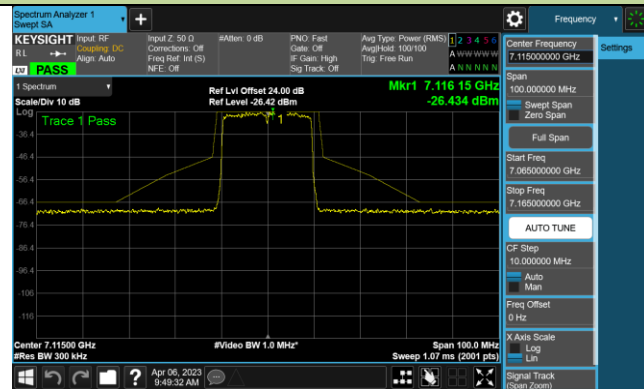 Spectrum Analyzer 1
Swept SA
+
Frequency
KEYSIGHT
RL
LW PASS
Input: RF
Coupling: DC
Align: Auto
Input Z: 50 Ω
Corrections: Off
Freq Ref: Int (S)
NFE: Off
#Atten: 0 dB
PNO: Fast
Gate: Off
IF Gain: High
Sig Track: Off
Avg Type: Power (RMS)
Avg|Hold: 100/100
Trig: Free Run
1 2 3 4 5 6
A W W W W W
A N N N N N
1 Spectrum
Scale/Div 10 dB
Log
Ref Lvl Offset 24.00 dB
Ref Level -26.42 dBm
Mkr1 7.116 15 GHz
-26.434 dBm
Trace 1 Pass
1
-36.4
-46.4
-56.4
-66.4
-76.4
-86.4
-96.4
-106
-116
Center 7.11500 GHz
#Res BW 300 kHz
#Video BW 1.0 MHz*
Span 100.0 MHz
Sweep 1.07 ms (2001 pts)
Apr 06, 2023
9:49:32 AM
Center Frequency
7.115000000 GHz
Settings
Span
100.000000 MHz
Swept Span
Zero Span
Full Span
Start Freq
7.065000000 GHz
Stop Freq
7.165000000 GHz
AUTO TUNE
CF Step
10.000000 MHz
Auto
Man
Freq Offset
0 Hz
X Axis Scale
Log
Lin
Signal Track
(Span Zoom)